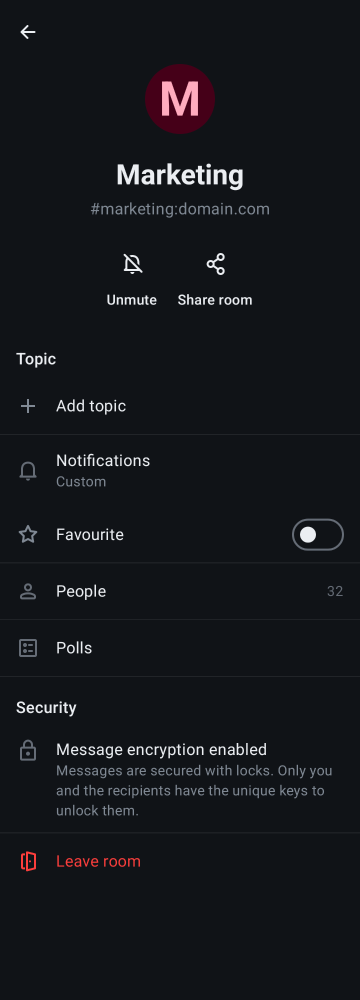 M
Marketing
#marketing:domain.com
Unmute Share room
Topic
Add topic
Notifications
Custom
Favourite
People 32
Polls
Security
Message encryption enabled
Messages are secured with locks. Only you
and the recipients have the unique keys to
unlock them.
Leave room